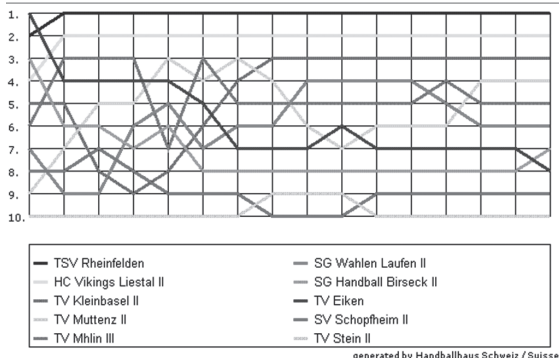 1.
2.
3.
4.
5.
6.
7.
8.
9.
10.
TSV Rheinfelden
HC Vikings Liestal II
TV Kleinbasel II
TV Muttenz II
TV Mhlin III
SG Wahlen Laufen II
SG Handball Birseck II
TV Eiken
SV Schopfheim II
TV Stein II
generated by Handballhaus Schweiz / Suisse